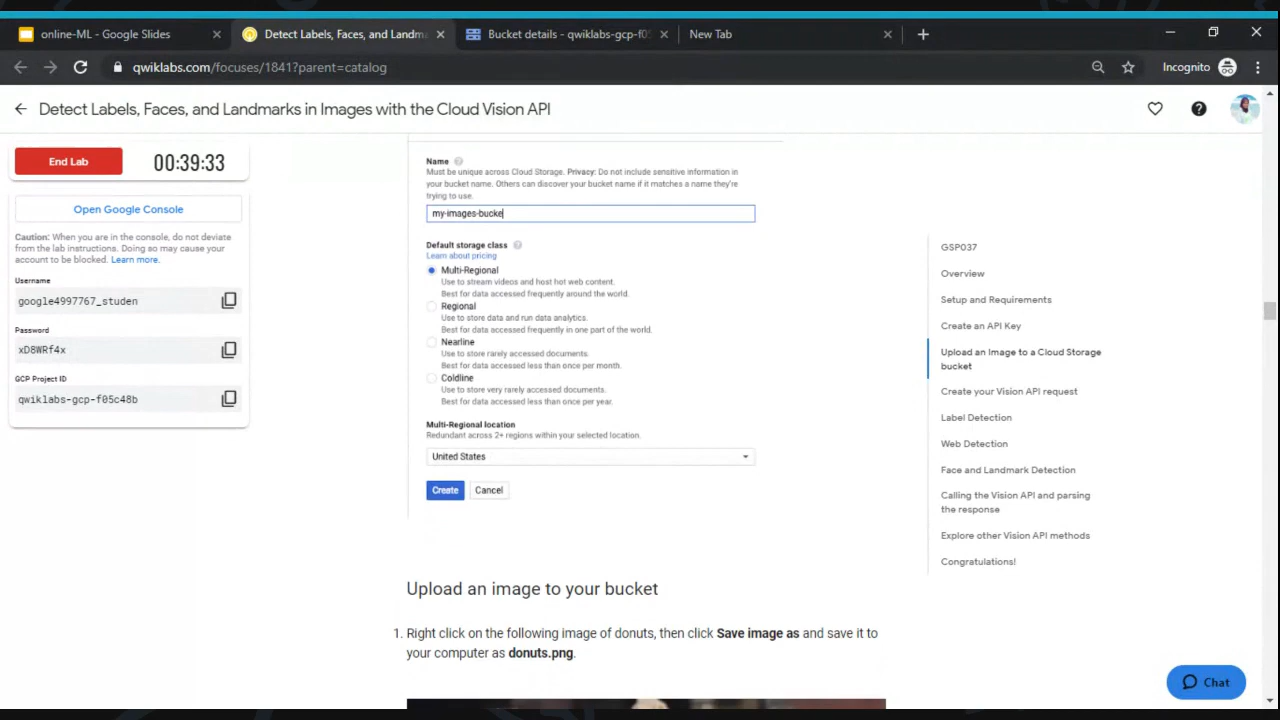 online-ML - Google Slides
Detect Labels, Faces, and Landm
Bucket details - qwiklabs-gcp-f0
New Tab
qwiklabs.com/focuses/1841?parent=catalog
Incognito
Detect Labels, Faces, and Landmarks in Images with the Cloud Vision API
End Lab
00:39:33
Open Google Console
Caution: When you are in the console, do not deviate
from the lab instructions. Doing so may cause your
account to be blocked. Learn more.
Username
google4997767_studen
Password
xD8WRf4x
GCP Project ID
qwiklabs-gcp-f05c48b
Name
Must be unique across Cloud Storage. Privacy: Do not include sensitive information in
your bucket name. Others can discover your bucket name if it matches a name they're
trying to use.
my-images-bucke
Default storage class
Learn about pricing
Multi-Regional
Use to stream videos and host hot web content.
Best for data accessed frequently around the world.
Regional
Use to store data and run data analytics.
Best for data accessed frequently in one part of the world.
Nearline
Use to store rarely accessed documents.
Best for data accessed less than once per month.
Coldline
Use to store very rarely accessed documents.
Best for data accessed less than once per year.
Multi-Regional location
Redundant across 2+ regions within your selected location.
United States
Create
Cancel
Upload an image to your bucket
1. Right click on the following image of donuts, then click Save image as and save it to
your computer as donuts.png.
GSP037
Overview
Setup and Requirements
Create an API Key
Upload an Image to a Cloud Storage
bucket
Create your Vision API request
Label Detection
Web Detection
Face and Landmark Detection
Calling the Vision API and parsing
the response
Explore other Vision API methods
Congratulations!
Chat